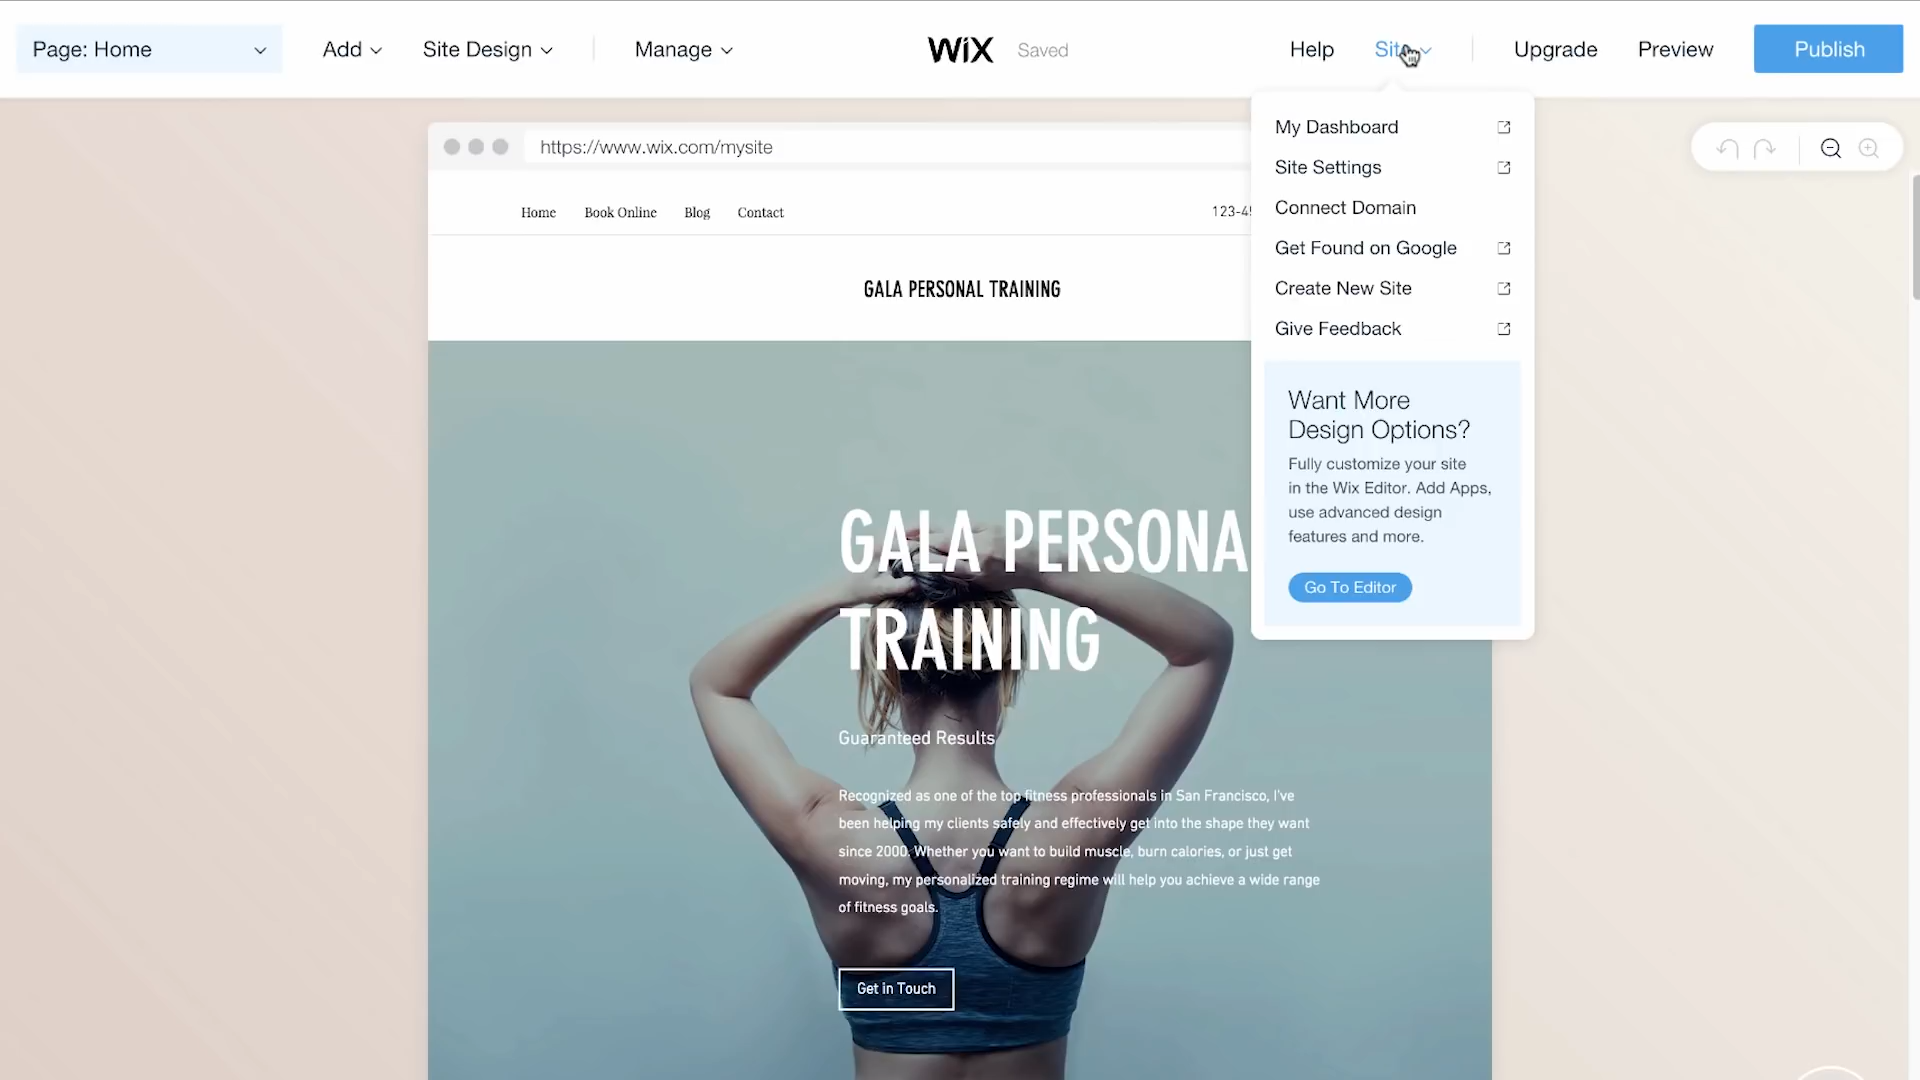 Page: Home
Add
Site Design
Manage
WiX
Saved
Help
Upgrade
Preview
Publish
https://www.wix.com/mysite
Home
Book Online
Blog
Contact
GALA PERSONAL TRAINING
My Dashboard
Site Settings
Connect Domain
Get Found on Google
Create New Site
Give Feedback
Want More
Design Options?
Fully customize your site
in the Wix Editor. Add Apps,
use advanced design
features and more.
Go To Editor
GALA PERSONA
TRAINING
Guaranteed Results
Recognized as one of the top fitness professionals in San Francisco, I've
been helping my clients safely and effectively get into the shape they want
since 2000. Whether you want to build muscle, burn calories, or just get
moving, my personalized training regime will help you achieve a wide range
of fitness goals.
Get in Touch